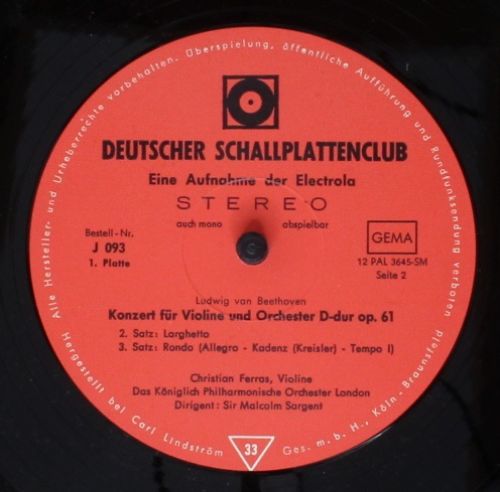 Alle Hersteller- und Urheberrechte vorbehalten. Überspielung, öffentliche Aufführung und Rundfunksendung verboten
DEUTSCHER SCHALLPLATTENCLUB
Eine Aufnahme der Electrola
STEREO
auch mono abspielbar
Bestell-Nr.
J 093
1. Platte
GEMA
12 PAL 3645-SM
Seite 2
Ludwig van Beethoven
Konzert für Violine und Orchester D-dur op. 61
2. Satz: Larghetto
3. Satz: Rondo (Allegro - Kadenz (Kreisler) - Tempo I)
Christian Ferras, Violine
Das Königlich Philharmonische Orchester London
Dirigent: Sir Malcolm Sargent
33
Hergestellt bei Carl Lindström Ges. m. b. H., Köln - Braunsfeld